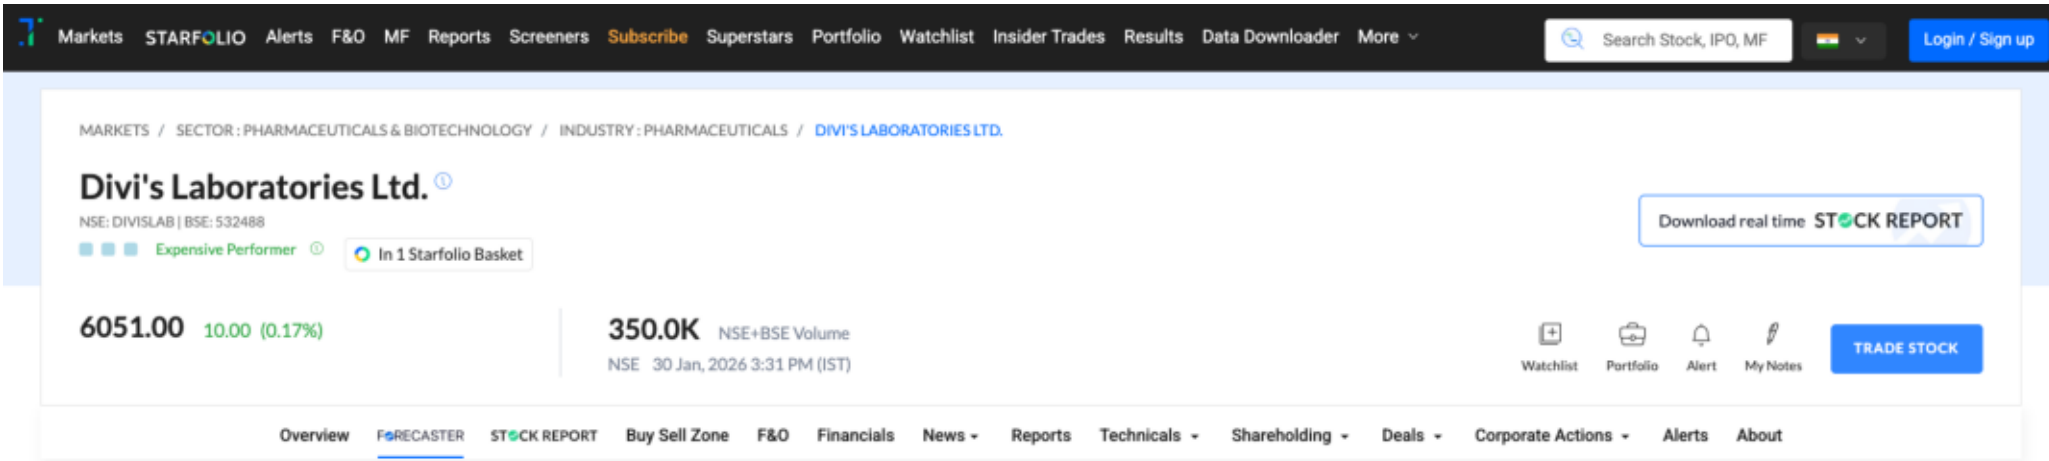 Markets STARFOLIO Alerts F&O MF Reports Screeners Subscribe Superstars Portfolio Watchlist Insider Trades Results Data Downloader More Search Stock, IPO, MF Login / Sign up
MARKETS / SECTOR : PHARMACEUTICALS & BIOTECHNOLOGY / INDUSTRY : PHARMACEUTICALS / DIVI'S LABORATORIES LTD.
Divi's Laboratories Ltd.
NSE: DIVISLAB | BSE: 532488
Download real time STOCK REPORT
Expensive Performer In 1 Starfolio Basket
6051.00 10.00 (0.17%)
350.0K NSE+BSE Volume
NSE 30 Jan, 2026 3:31 PM (IST)
Watchlist Portfolio Alert My Notes TRADE STOCK
Overview FORECASTER STOCK REPORT Buy Sell Zone F&O Financials News Reports Technicals Shareholding Deals Corporate Actions Alerts About